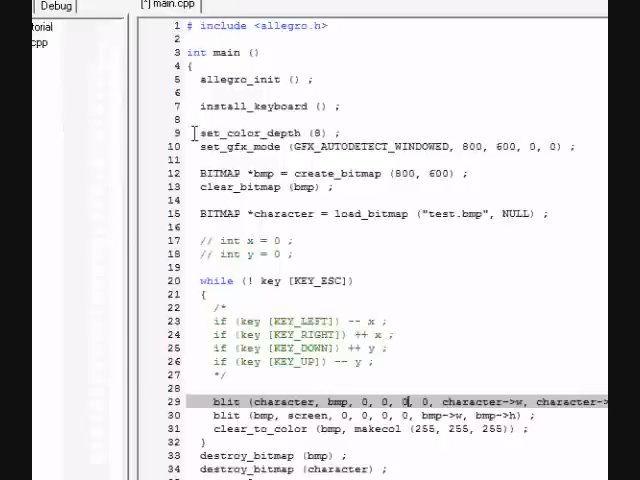 Debug
[*] main.cpp
torial
cpp
1 # include <allegro.h>
2
3 int main ()
4 {
5 allegro_init () ;
6
7 install_keyboard () ;
8
9 set_color_depth (8) ;
10 set_gfx_mode (GFX_AUTODETECT_WINDOWED, 800, 600, 0, 0) ;
11
12 BITMAP *bmp = create_bitmap (800, 600) ;
13 clear_bitmap (bmp) ;
14
15 BITMAP *character = load_bitmap ("test.bmp", NULL) ;
16
17 // int x = 0 ;
18 // int y = 0 ;
19
20 while (! key [KEY_ESC])
21 {
22 /*
23 if (key [KEY_LEFT]) -- x ;
24 if (key [KEY_RIGHT]) ++ x ;
25 if (key [KEY_DOWN]) ++ y ;
26 if (key [KEY_UP]) -- y ;
27 */
28
29 blit (character, bmp, 0, 0, 0, 0, character->w, character->
30 blit (bmp, screen, 0, 0, 0, 0, bmp->w, bmp->h) ;
31 clear_to_color (bmp, makecol (255, 255, 255)) ;
32 }
33 destroy_bitmap (bmp) ;
34 destroy_bitmap (character) ;